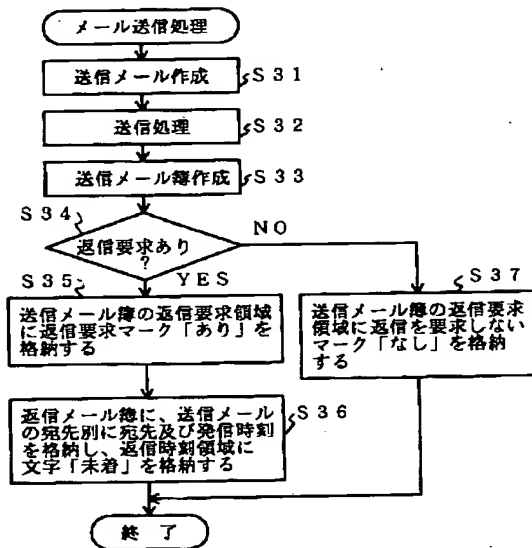 メール送信処理
送信メール作成
S31
送信処理
S32
送信メール簿作成
S33
S34
返信要求あり
?
NO
YES
S35
送信メール簿の返信要求領域
に返信要求マーク「あり」を
格納する
S37
送信メール簿の返信要求
領域に返信を要求しない
マーク「なし」を格納
する
返信メール簿に、送信メール
の宛先別に宛先及び発信時刻
を格納し、返信時刻領域に
文字「未着」を格納する
S36
終了